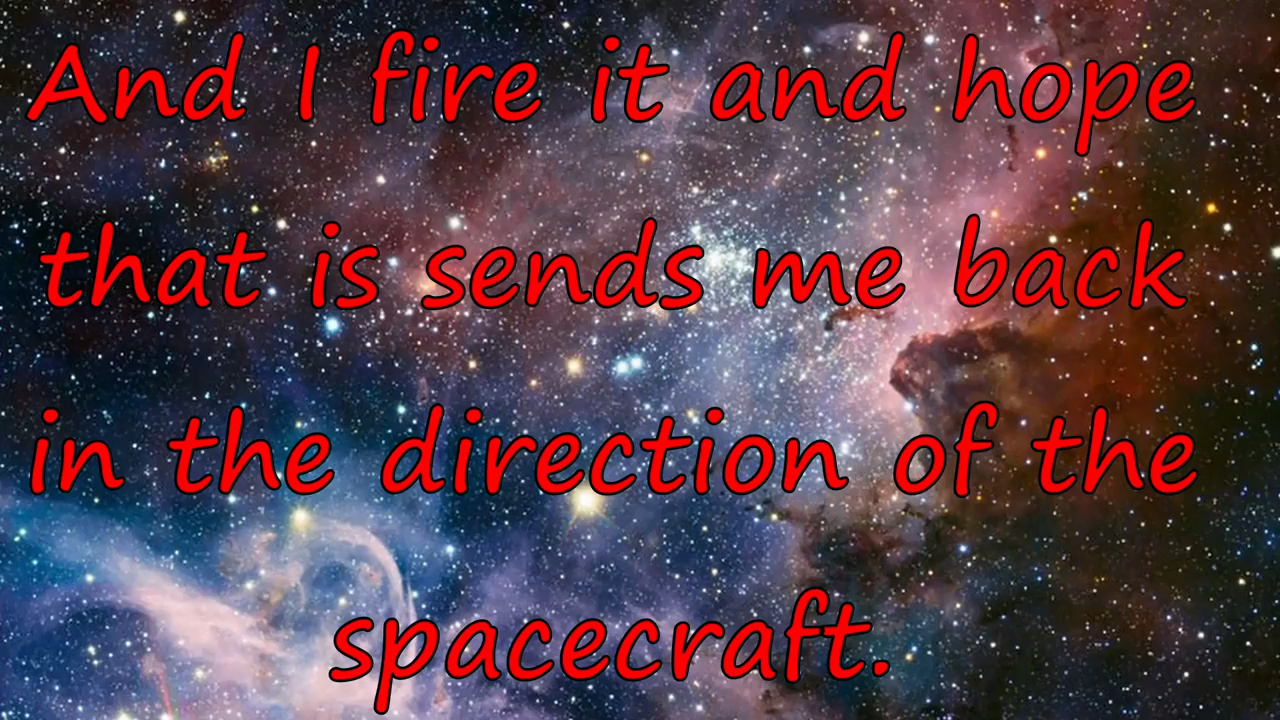 And I fire it and hope
that is sends me back
in the direction of the
spacecraft.